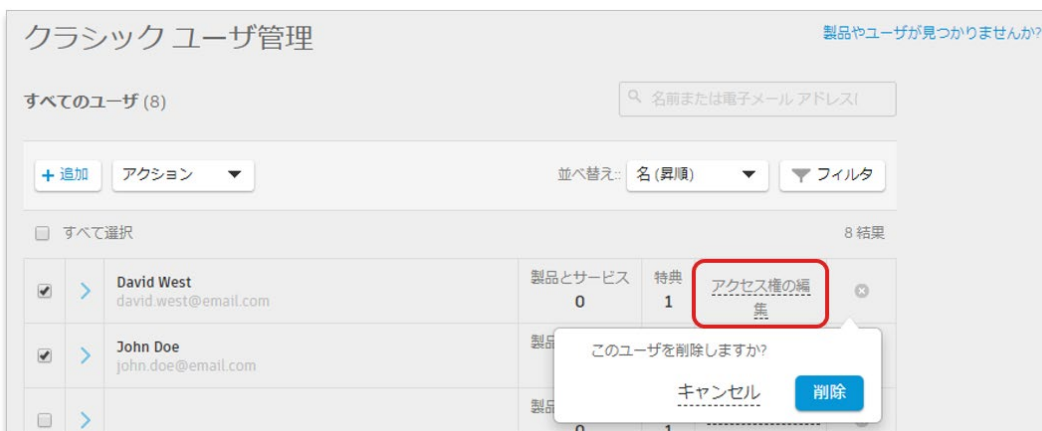 クラシック ユーザ管理
製品やユーザが見つかりませんか?
すべてのユーザ (8)
名前または電子メール アドレス(
+ 追加
アクション
並べ替え::
名 (昇順)
フィルタ
すべて選択
8 結果
David West
david.west@email.com
製品とサービス
0
特典
1
アクセス権の編
集
John Doe
john.doe@email.com
製品
このユーザを削除しますか?
キャンセル
削除
製品
0
1